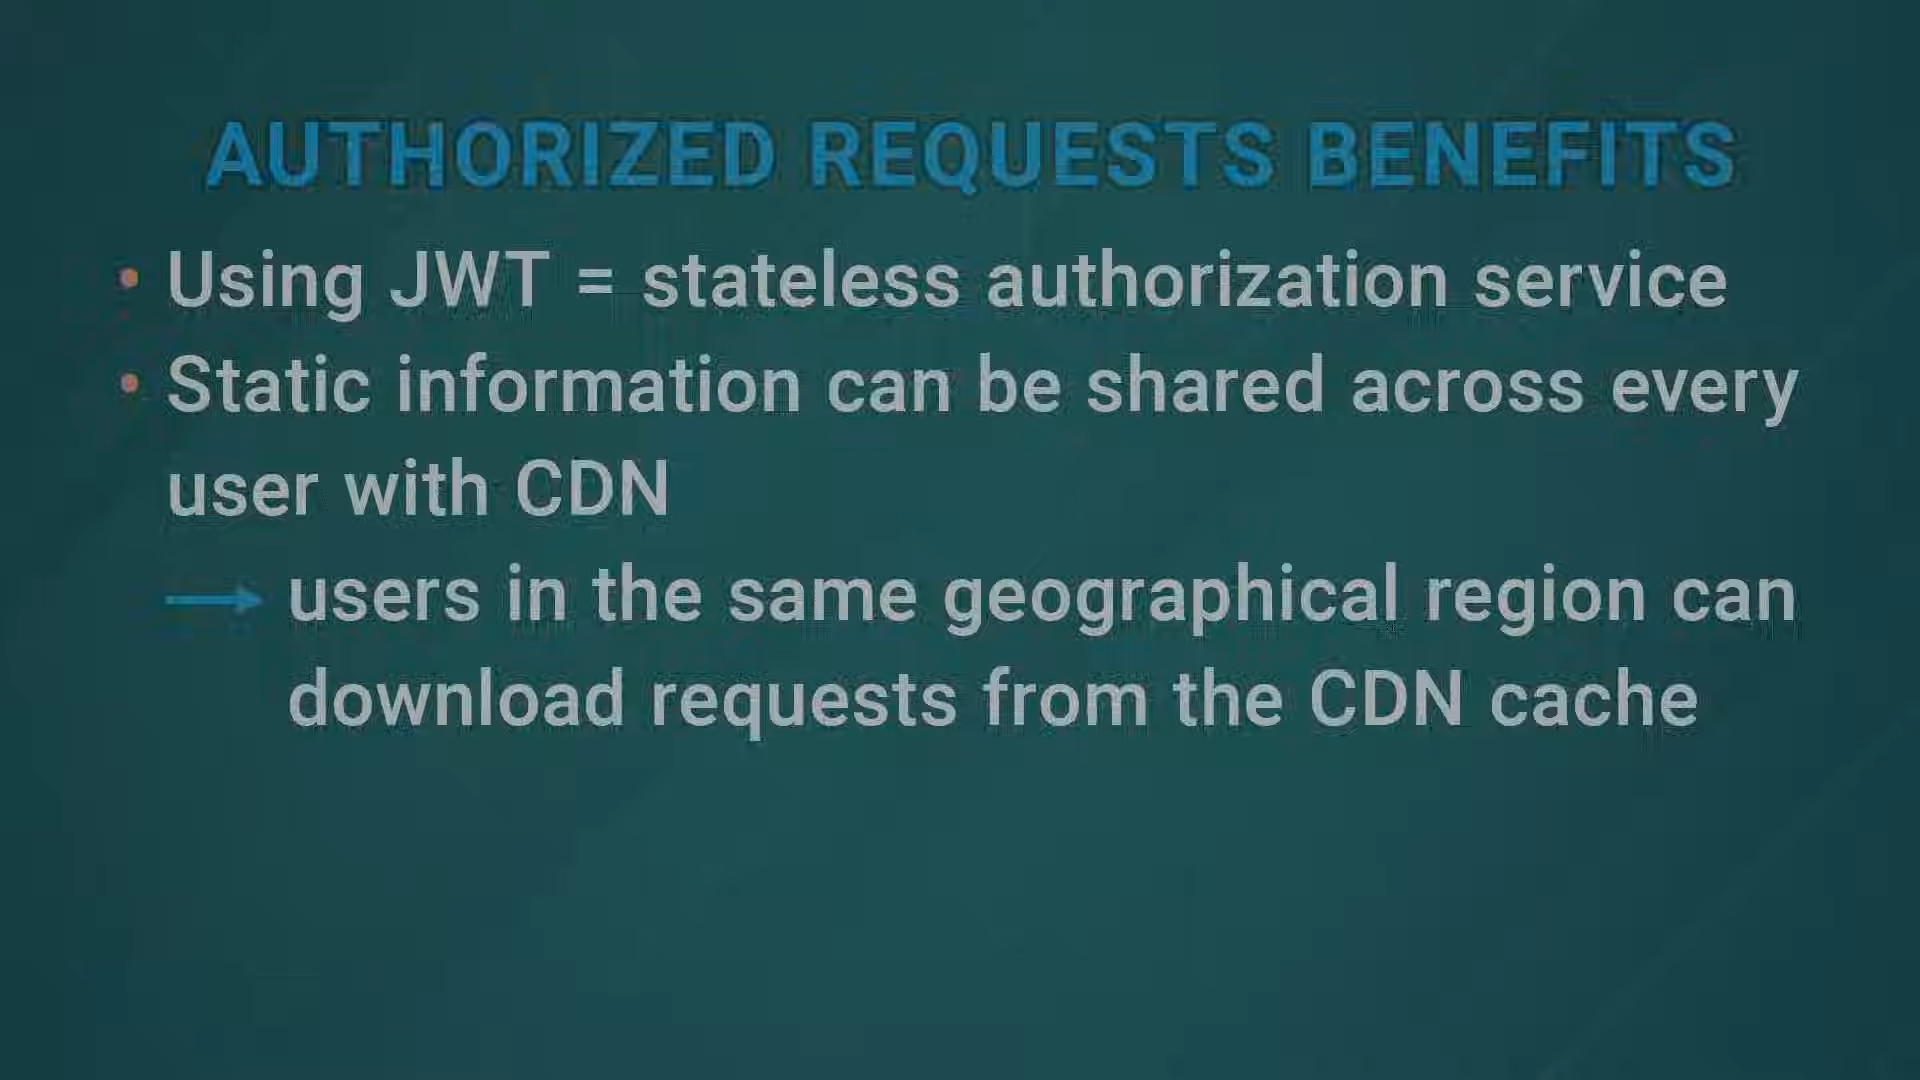 AUTHORIZED REQUESTS BENEFITS
• Using JWT = stateless authorization service
• Static information can be shared across every
user with CDN
→ users in the same geographical region can
download requests from the CDN cache